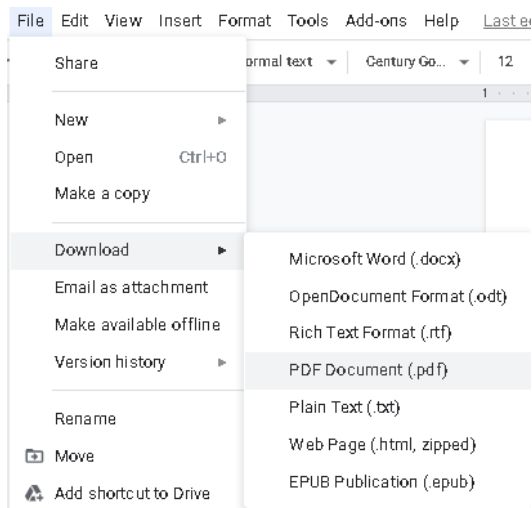 File Edit View Insert Format Tools Add-ons Help Last e
Share
ormal text Century Go... 12
1
New
Open Ctrl+O
Make a copy
Download
Email as attachment
Make available offline
Version history
Rename
Move
Add shortcut to Drive
Microsoft Word (.docx)
OpenDocument Format (.odt)
Rich Text Format (.rtf)
PDF Document (.pdf)
Plain Text (.txt)
Web Page (.html, zipped)
EPUB Publication (.epub)